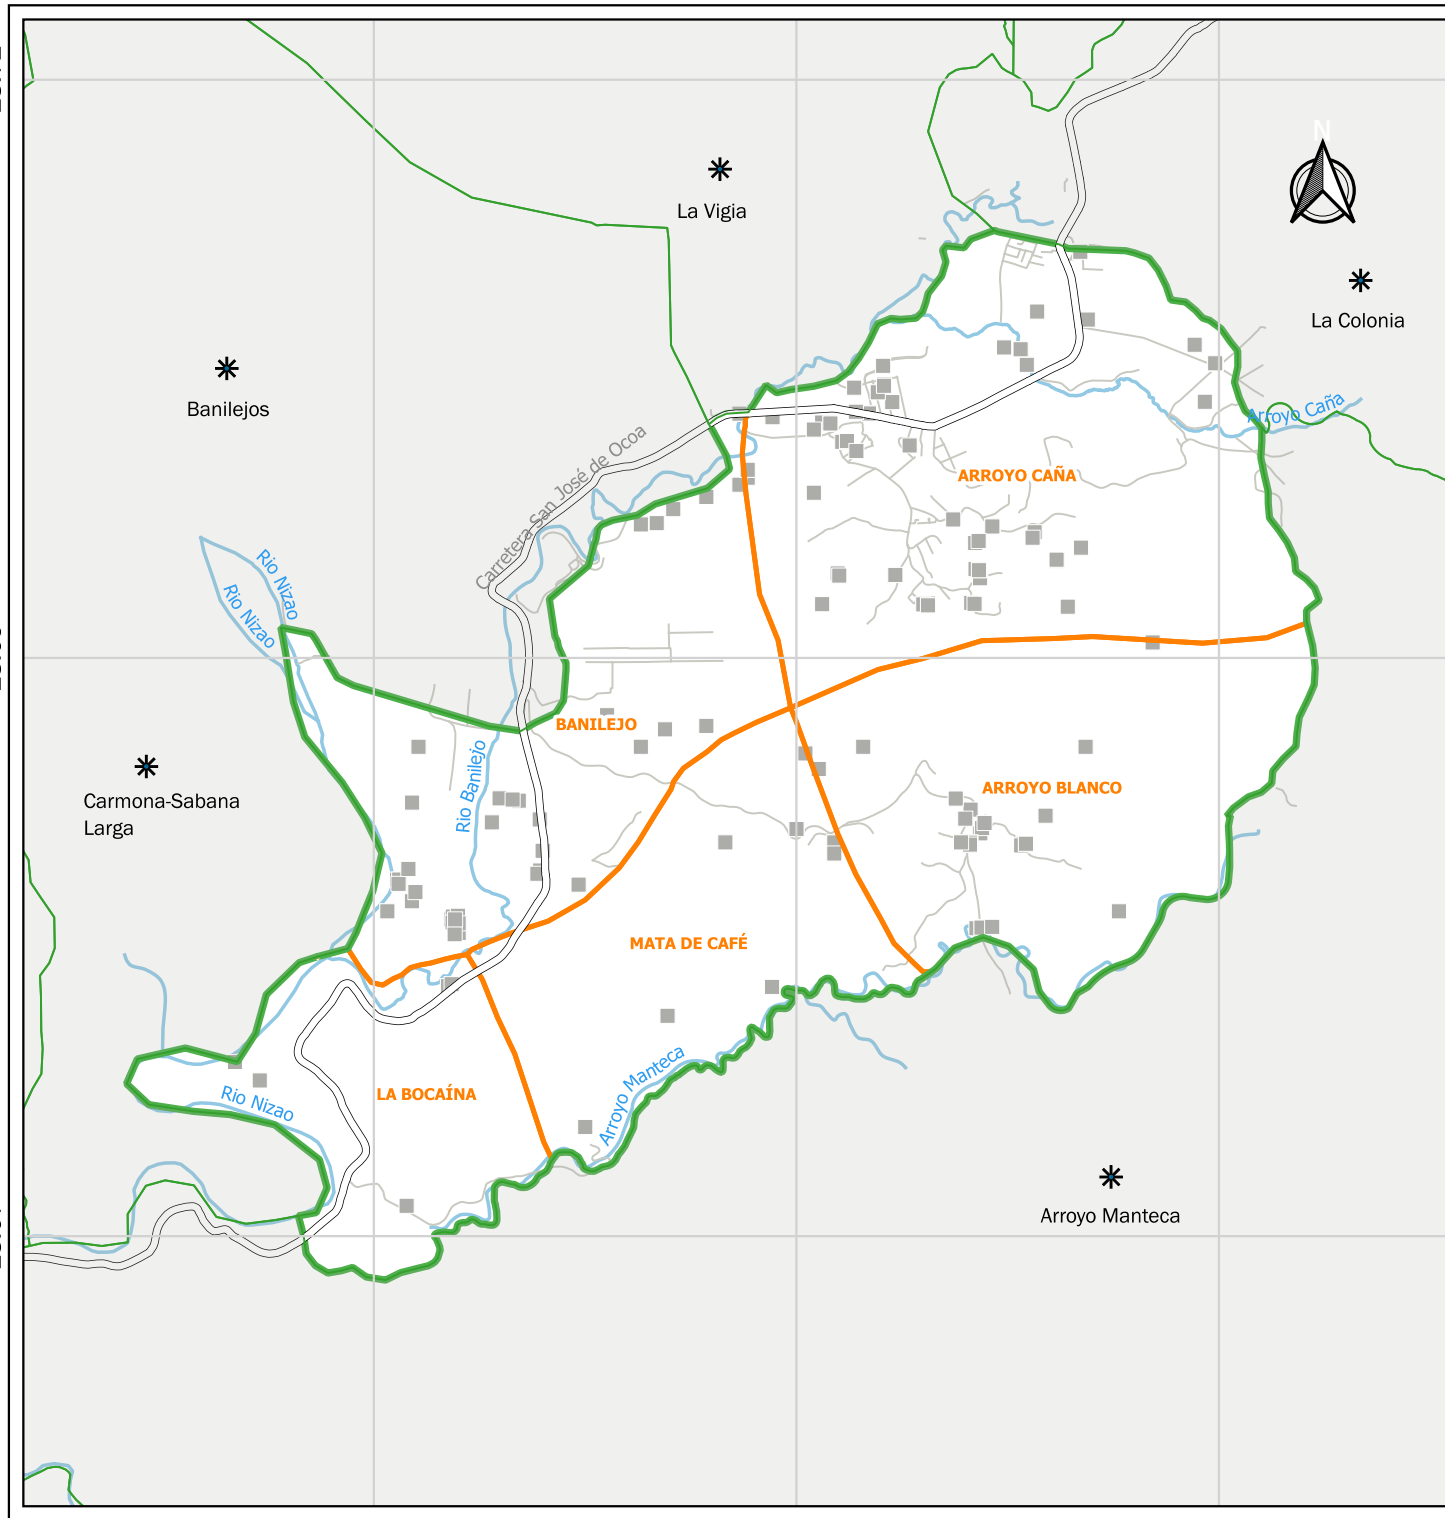 N
La Vigia
La Colonia
Banilejos
Arroyo Caña
Carretera San José de Ocoa
ARROYO CAÑA
Rio Nizao
Rio Nizao
BANILEJO
Rio Banilejo
Carmona-Sabana
Larga
ARROYO BLANCO
MATA DE CAFÉ
LA BOCAÍNA
Rio Nizao
Arroyo Manteca
Arroyo Manteca